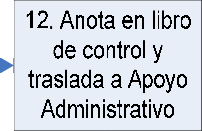 12. Anota en libro
de control y
traslada a Apoyo
Administrativo